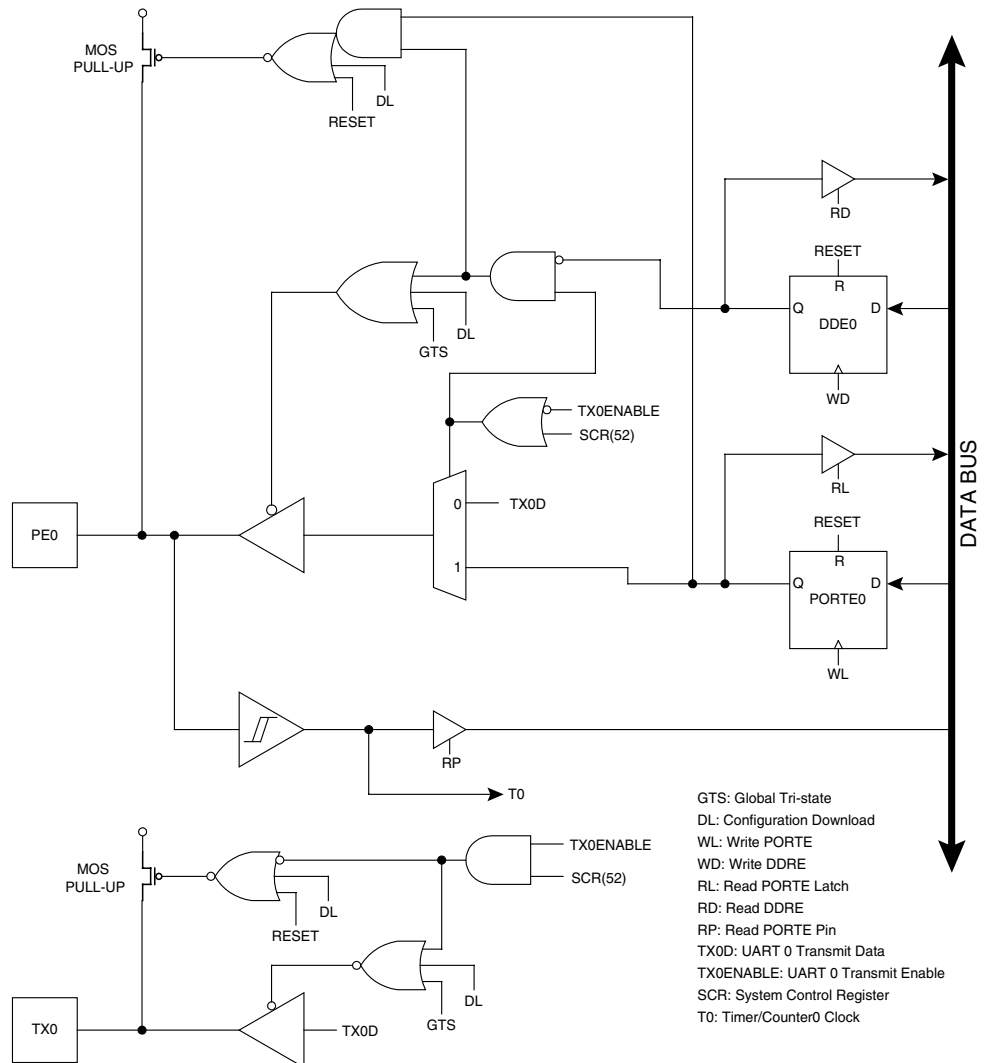 MOS
PULL-UP
DL
RESET
RD
RESET
R
Q
D
DDE0
WD
DL
GTS
TX0ENABLE
SCR(52)
RL
DATA BUS
0
TX0D
RESET
PE0
R
1
Q
D
PORTE0
WL
RP
T0
GTS: Global Tri-state
DL: Configuration Download
WL: Write PORTE
WD: Write DDRE
RL: Read PORTE Latch
RD: Read DDRE
RP: Read PORTE Pin
TX0D: UART 0 Transmit Data
TX0ENABLE: UART 0 Transmit Enable
SCR: System Control Register
T0: Timer/Counter0 Clock
MOS
PULL-UP
TX0ENABLE
SCR(52)
DL
RESET
DL
GTS
TX0
TX0D